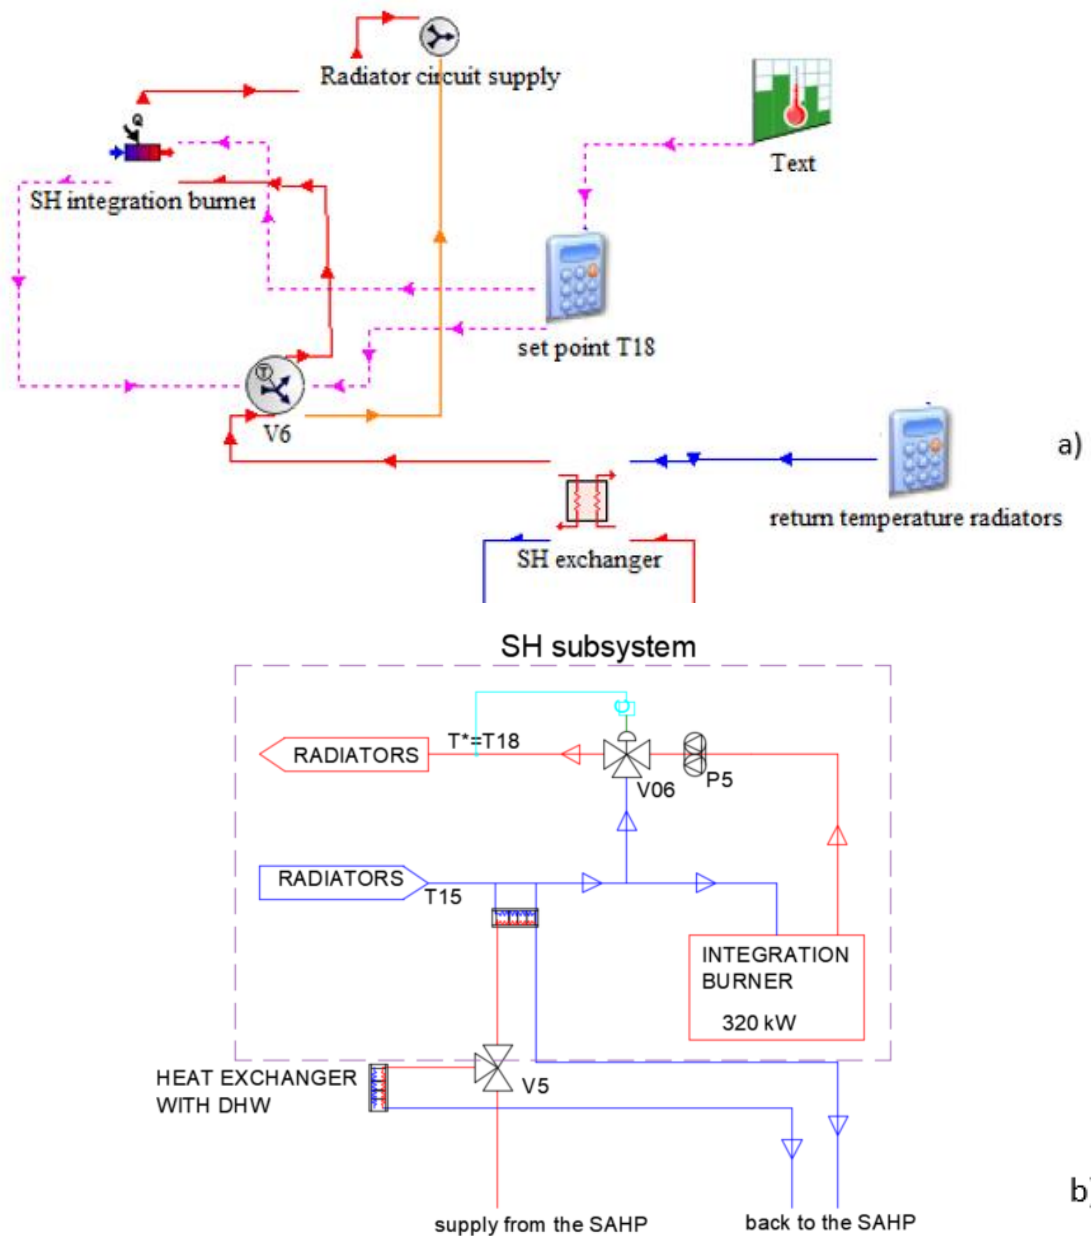 Radiator circuit supply
Q
Text
SH integration burner
set point T18
T
V6
a)
return temperature radiators
SH exchanger
SH subsystem
T*=T18
RADIATORS
V06
P5
RADIATORS
T15
INTEGRATION
BURNER
320 kW
HEAT EXCHANGER
WITH DHW
V5
supply from the SAHP
back to the SAHP
b)